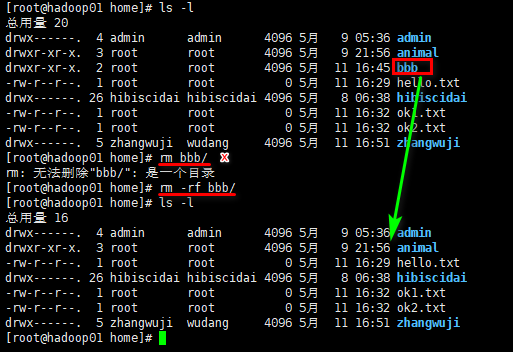 [root@hadoop01 home]# ls -l
总用量 20
drwx------. 4 admin admin 4096 5月 9 05:36 admin
drwxr-xr-x. 3 root root 4096 5月 9 21:56 animal
drwxr-xr-x. 2 root root 4096 5月 11 16:45 bbb
-rw-r--r--. 1 root root 0 5月 11 16:29 hello.txt
drwx------. 26 hibiscidai hibiscidai 4096 5月 8 06:38 hibiscidai
-rw-r--r--. 1 root root 0 5月 11 16:32 ok1.txt
-rw-r--r--. 1 root root 0 5月 11 16:32 ok2.txt
drwx------. 5 zhangwuji wudang 4096 5月 11 16:51 zhangwuji
[root@hadoop01 home]# rm bbb/ X
rm: 无法删除"bbb/": 是一个目录
[root@hadoop01 home]# rm -rf bbb/
[root@hadoop01 home]# ls -l
总用量 16
drwx------. 4 admin admin 4096 5月 9 05:36 admin
drwxr-xr-x. 3 root root 4096 5月 9 21:56 animal
-rw-r--r--. 1 root root 0 5月 11 16:29 hello.txt
drwx------. 26 hibiscidai hibiscidai 4096 5月 8 06:38 hibiscidai
-rw-r--r--. 1 root root 0 5月 11 16:32 ok1.txt
-rw-r--r--. 1 root root 0 5月 11 16:32 ok2.txt
drwx------. 5 zhangwuji wudang 4096 5月 11 16:51 zhangwuji
[root@hadoop01 home]#